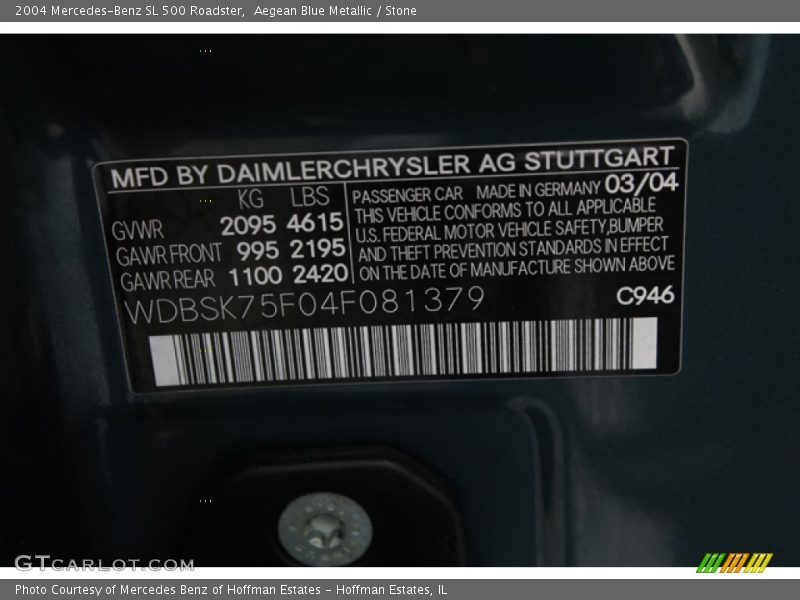 2004 Mercedes-Benz SL 500 Roadster, Aegean Blue Metallic / Stone
MFD BY DAIMLERCHRYSLER AG STUTTGART
KG LBS
GVWR 2095 4615
GAWR FRONT 995 2195
GAWR REAR 1100 2420
PASSENGER CAR MADE IN GERMANY 03/04
THIS VEHICLE CONFORMS TO ALL APPLICABLE
U.S. FEDERAL MOTOR VEHICLE SAFETY,BUMPER
AND THEFT PREVENTION STANDARDS IN EFFECT
ON THE DATE OF MANUFACTURE SHOWN ABOVE
WDBSK75F04F081379
C946
GTCARLOT.COM
Photo Courtesy of Mercedes Benz of Hoffman Estates - Hoffman Estates, IL